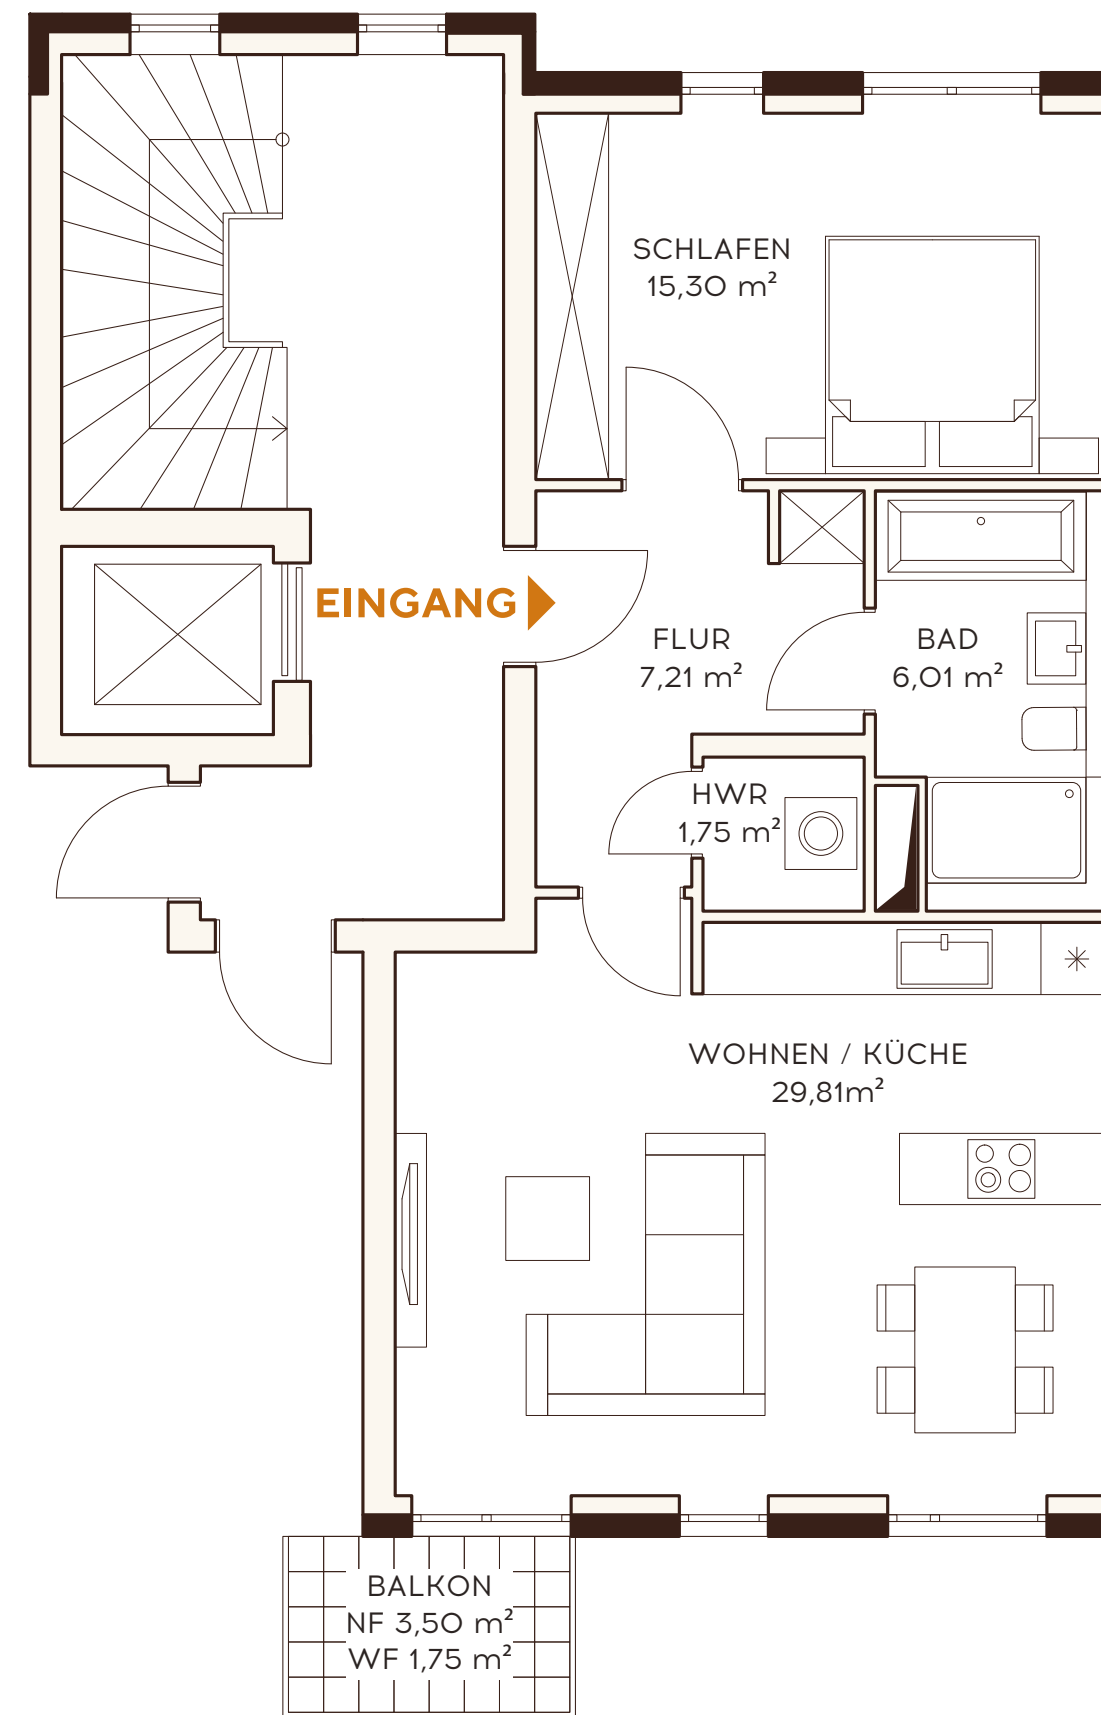 SCHLAFEN
15,30 m²
EINGANG
FLUR
7,21 m²
BAD
6,01 m²
HWR
1,75 m²
WOHNEN / KÜCHE
29,81m²
BALKON
NF 3,50 m²
WF 1,75 m²